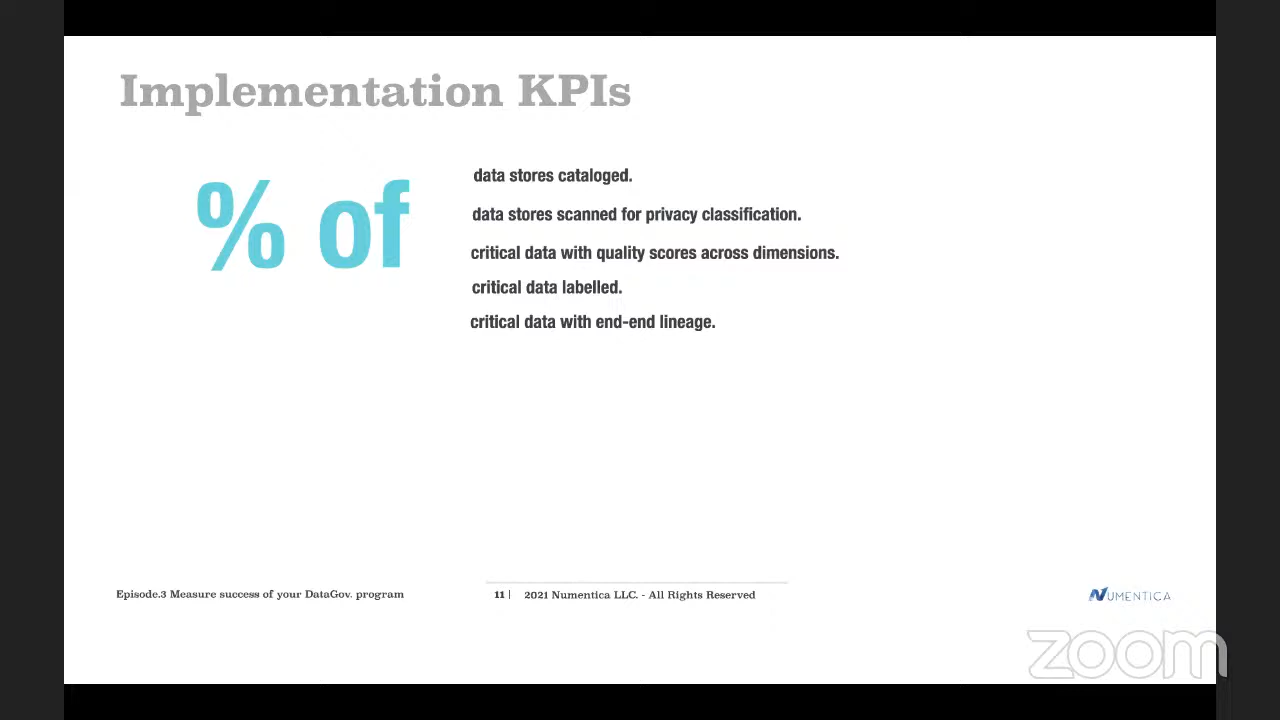 Implementation KPIs
% of
data stores cataloged.
data stores scanned for privacy classification.
critical data with quality scores across dimensions.
critical data labelled.
critical data with end-end lineage.
Episode.3 Measure success of your DataGov. program
11 | 2021 Numentica LLC. - All Rights Reserved
NUMENTICA
zoom